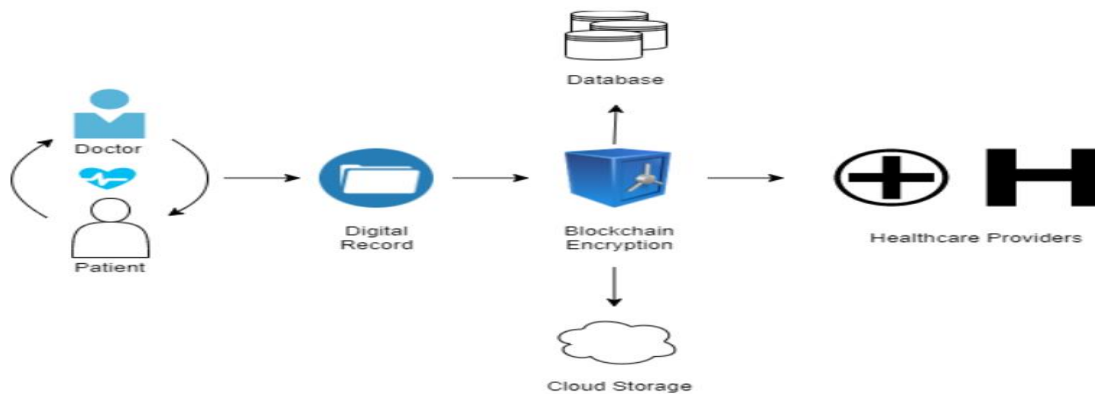 Database
Doctor
Patient
Digital
Record
Blockchain
Encryption
Healthcare Providers
Cloud Storage